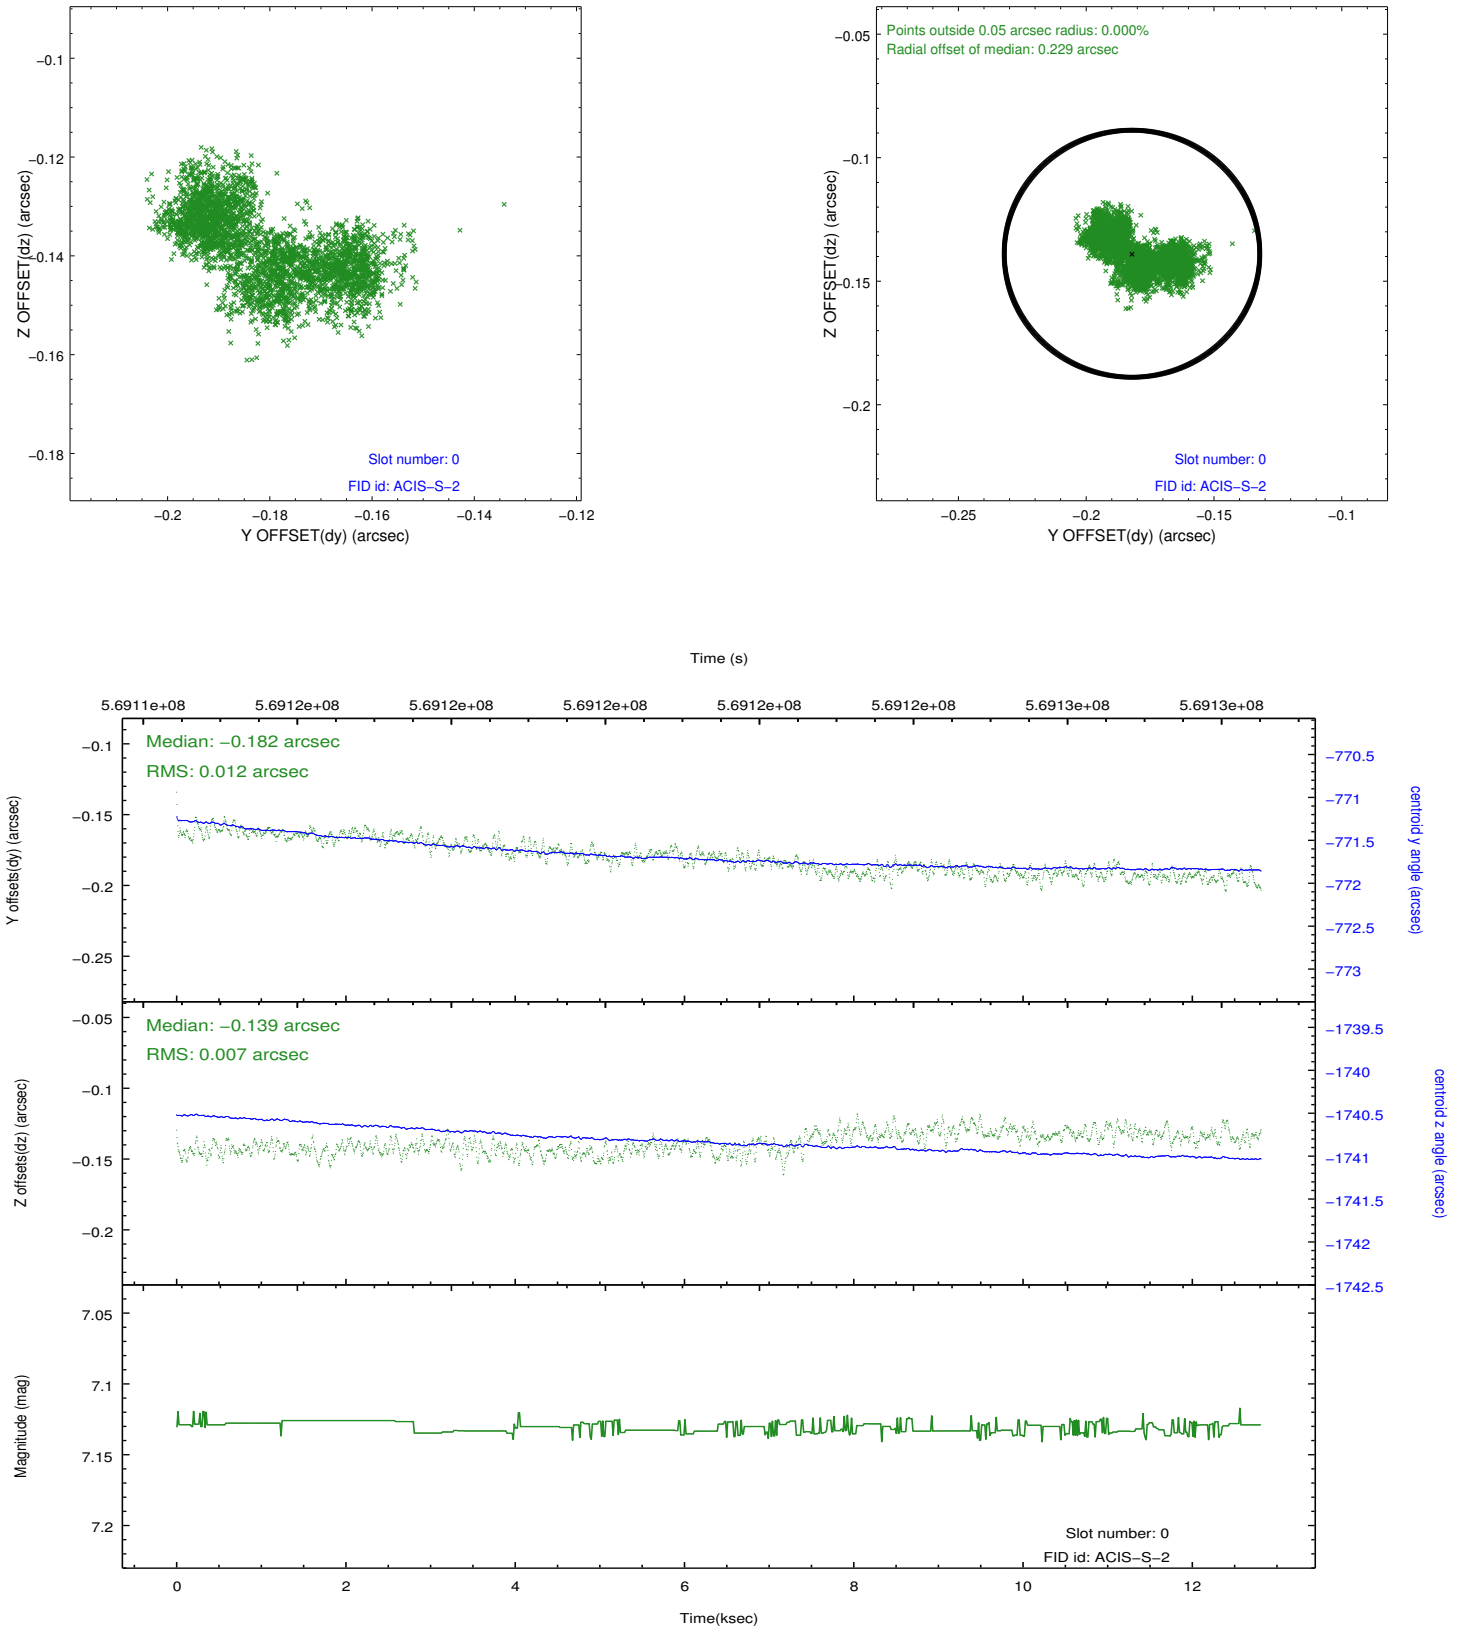 −0.1
−0.12
−0.14
−0.16
−0.18
Z OFFSET(dz) (arcsec)
Slot number: 0
FID id: ACIS−S−2
−0.2
−0.18
−0.16
−0.14
−0.12
Y OFFSET(dy) (arcsec)
Points outside 0.05 arcsec radius: 0.000%
Radial offset of median: 0.229 arcsec
−0.05
−0.1
−0.15
−0.2
Z OFFSET(dz) (arcsec)
Slot number: 0
FID id: ACIS−S−2
−0.25
−0.2
−0.15
−0.1
Y OFFSET(dy) (arcsec)
Time (s)
5.6911e+08
5.6912e+08
5.6912e+08
5.6912e+08
5.6912e+08
5.6912e+08
5.6913e+08
5.6913e+08
Median: −0.182 arcsec
RMS: 0.012 arcsec
−0.1
−0.15
−0.2
−0.25
Y offsets(dy) (arcsec)
−770.5
−771
−771.5
−772
−772.5
−773
centroid y angle (arcsec)
Median: −0.139 arcsec
RMS: 0.007 arcsec
−0.05
−0.1
−0.15
−0.2
Z offsets(dz) (arcsec)
−1739.5
−1740
−1740.5
−1741
−1741.5
−1742
−1742.5
centroid z angle (arcsec)
7.05
7.1
7.15
7.2
Magnitude (mag)
Slot number: 0
FID id: ACIS−S−2
0
2
4
6
8
10
12
Time(ksec)